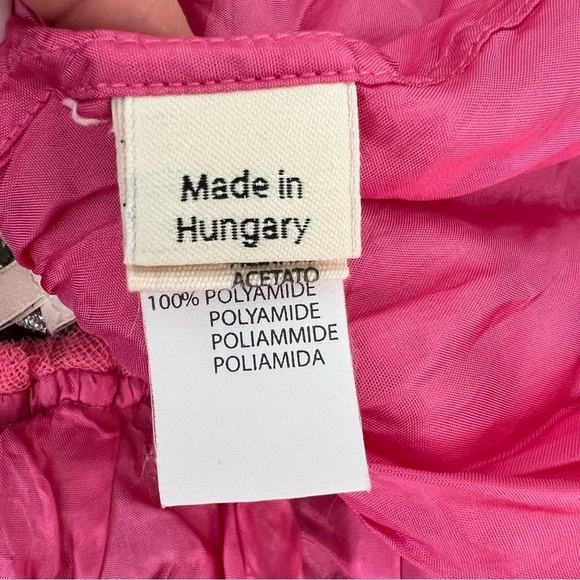 Made in
Hungary
ACETATO
100% POLYAMIDE
POLYAMIDE
POLIAMMIDE
POLIAMIDA